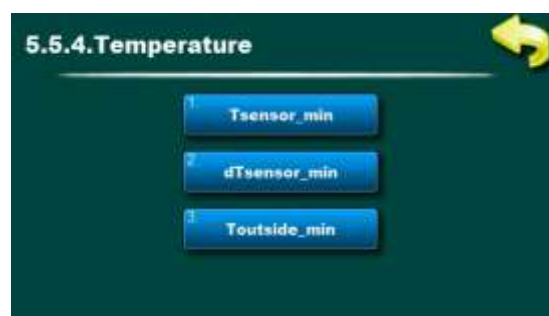 5.5.4.Temperature
1
Tsensor_min
2
dTsensor_min
3
Toutside_min